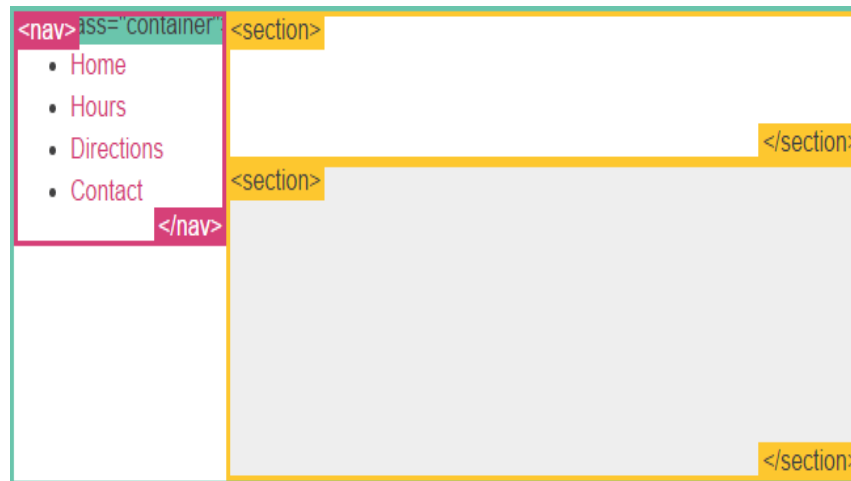 <nav>
ass="container"
<section>
Home
Hours
Directions
Contact
</nav>
</section>
<section>
</section>